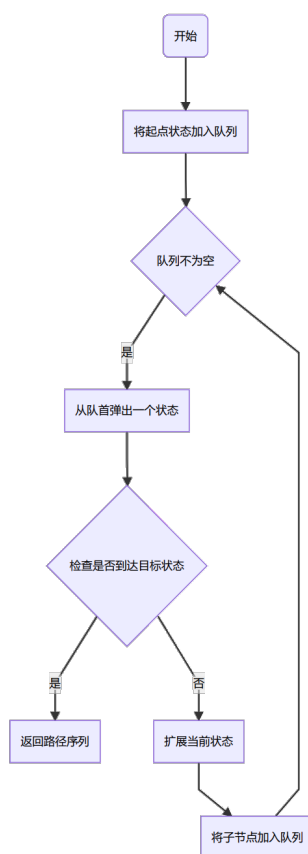 开始
将起点状态加入队列
队列不为空
是
从队首弹出一个状态
检查是否到达目标状态
是
否
返回路径序列
扩展当前状态
将子节点加入队列